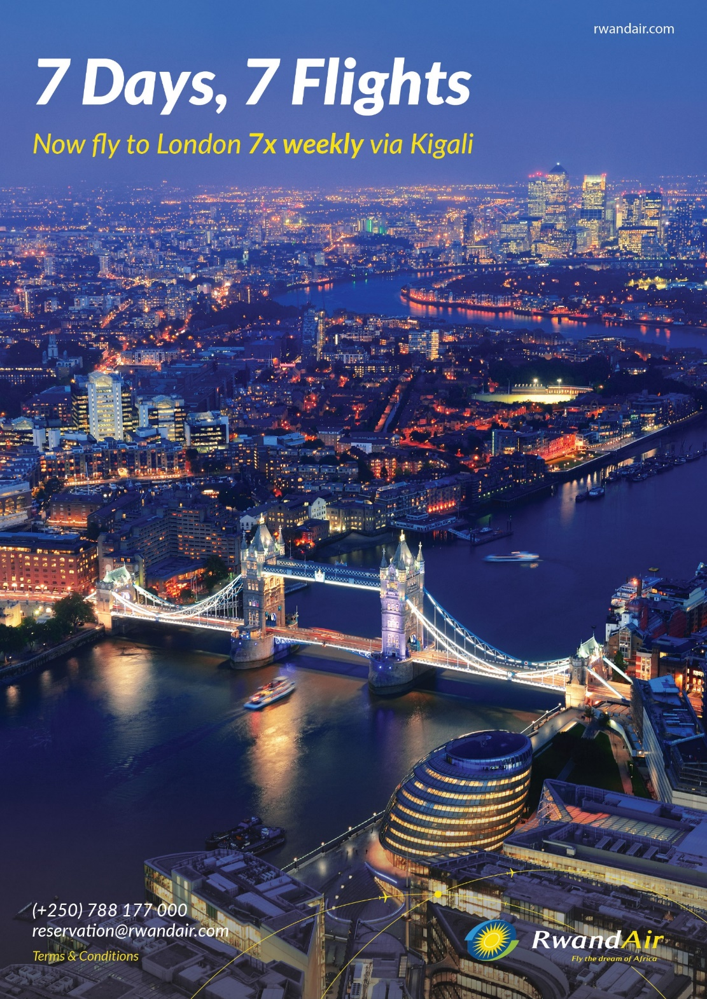 rwandair.com
7 Days, 7 Flights
Now fly to London 7x weekly via Kigali
(+250) 788 177 000
reservation@rwandair.com
Terms & Conditions
RwandAir
Fly the dream of Africa